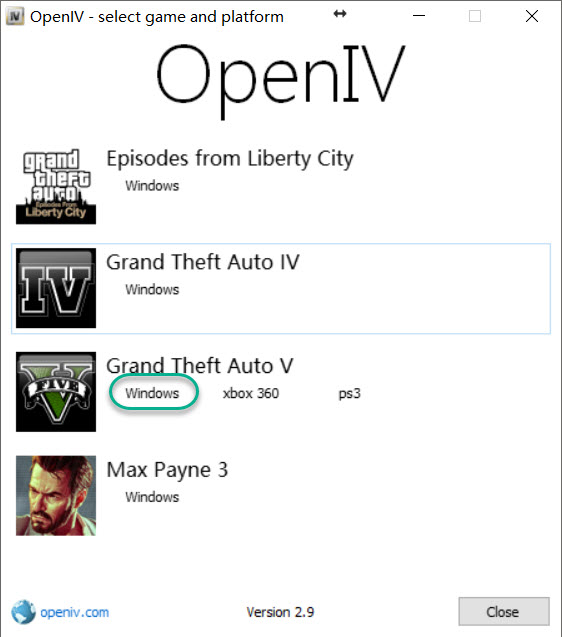 IV OpenIV - select game and platform
OpenIV
grand
theft
auto
Episodes from
Liberty City
Episodes from Liberty City
Windows
IV
Grand Theft Auto IV
Windows
FIVE
Grand Theft Auto V
Windows xbox 360 ps3
Max Payne 3
Windows
openiv.com Version 2.9 Close